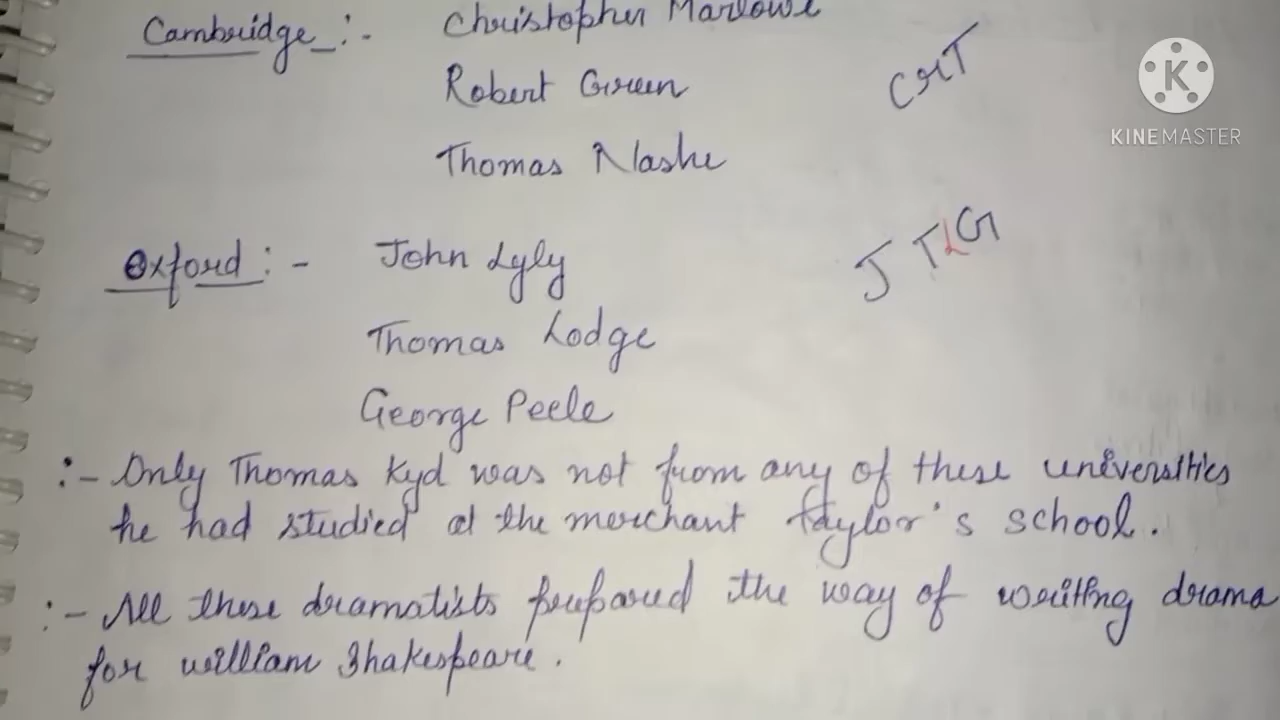 Cambridge :- Christopher Marlowe
CRT
Robert Green
Thomas Nashe
KINEMASTER
Oxford :- John Lyly
J TLG
Thomas Lodge
George Peele
:- Only Thomas Kyd was not from any of these universities
he had studied at the merchant taylor's school.
:- All these dramatists prepared the way of writing drama
for william Shakespeare.